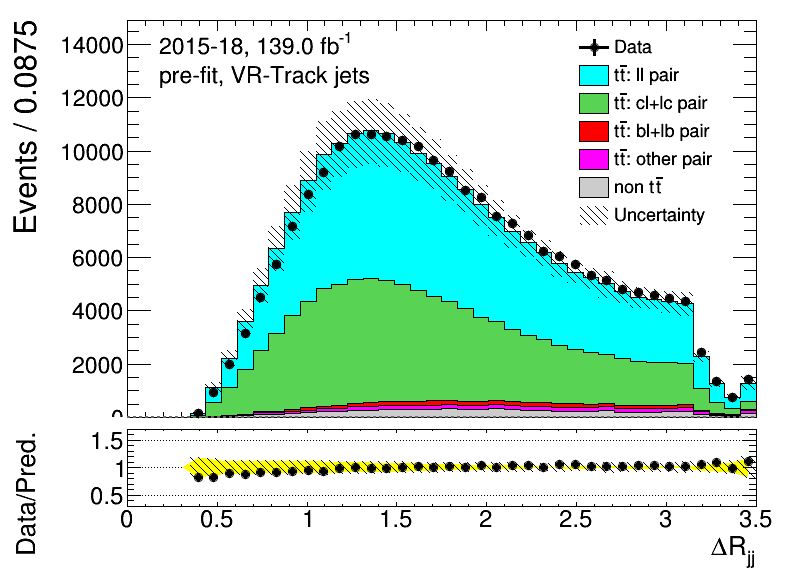 Events / 0.0875
14000
12000
10000
8000
6000
4000
2000
0
2015-18, 139.0 fb⁻¹
pre-fit, VR-Track jets
Data
tt̄: ll pair
tt̄: cl+lc pair
tt̄: bl+lb pair
tt̄: other pair
non tt̄
Uncertainty
Data/Pred.
1.5
1
0.5
0 0.5 1 1.5 2 2.5 3 3.5
ΔRjj